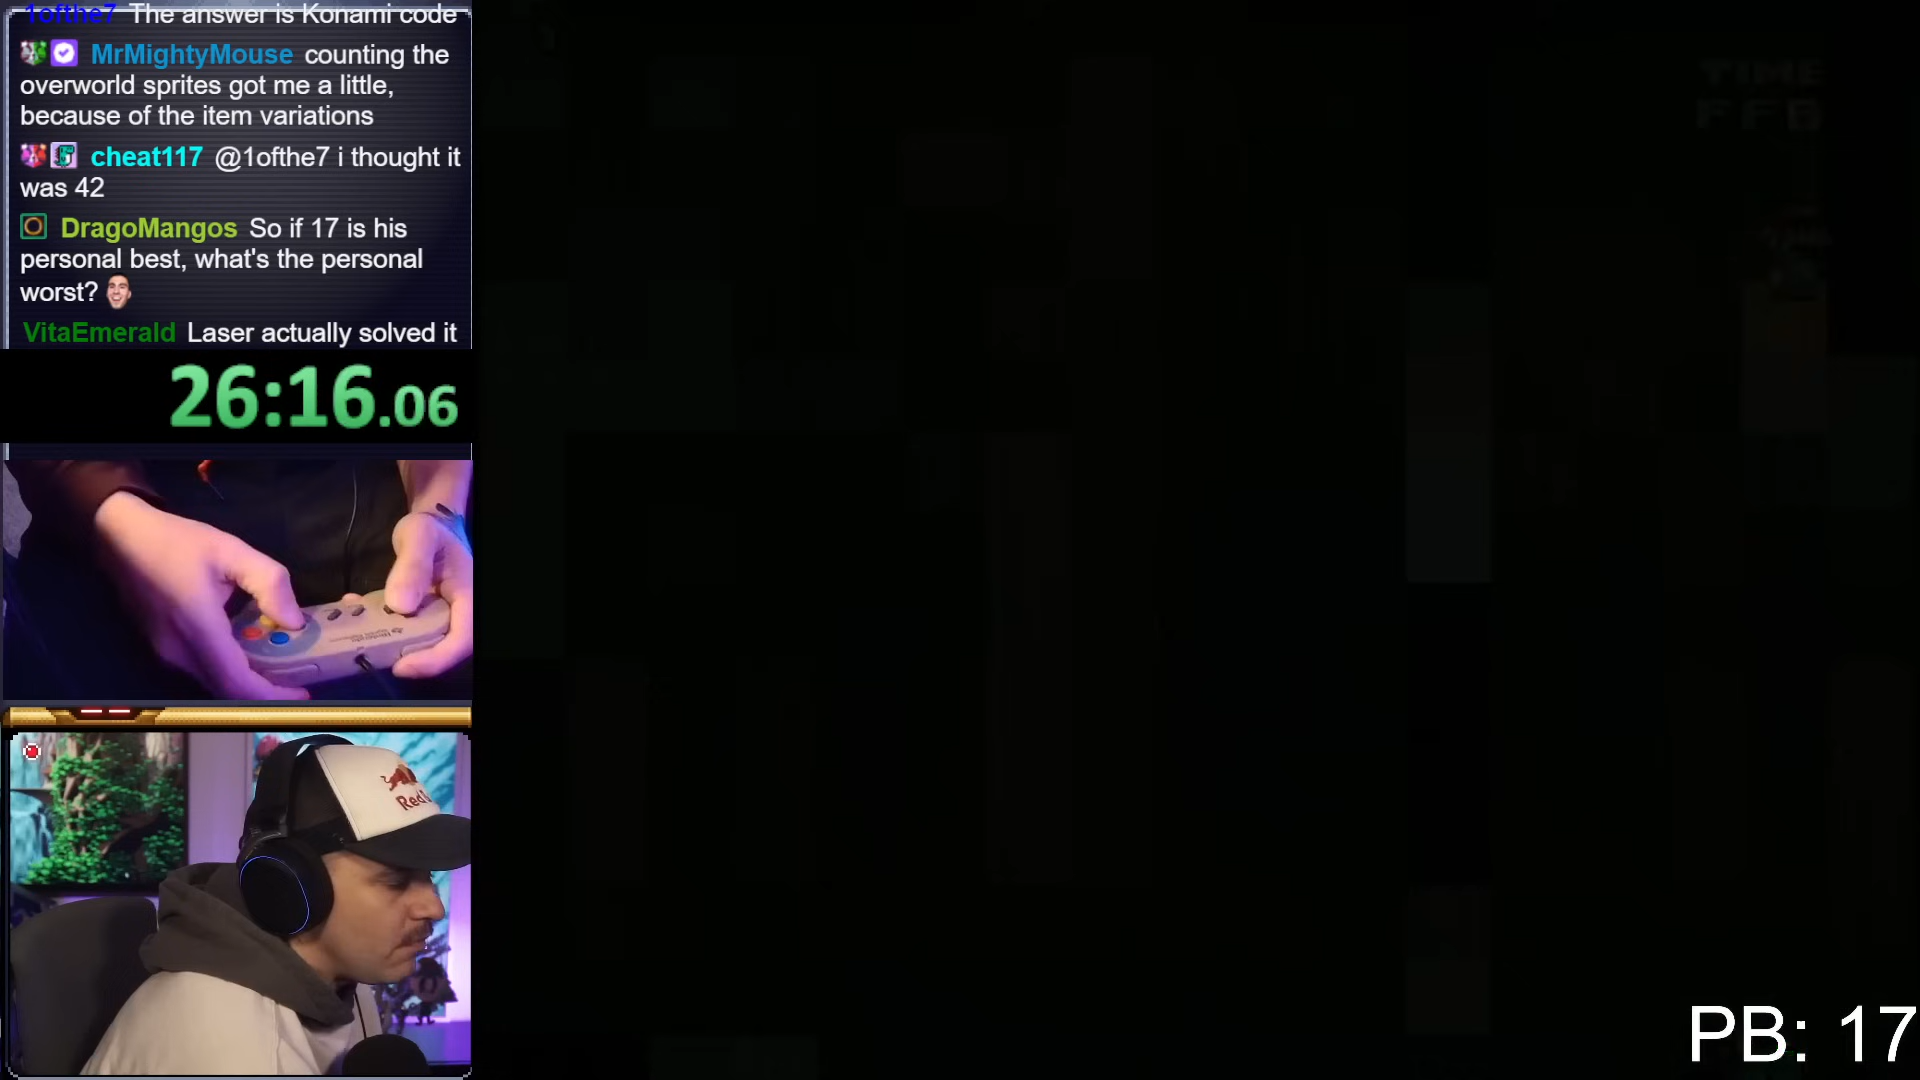 1ofthe7 The answer is Konami code
MrMightyMouse counting the
overworld sprites got me a little,
because of the item variations
cheat117 @1ofthe7 i thought it
was 42
DragoMangos So if 17 is his
personal best, what's the personal
worst?
VitaEmerald Laser actually solved it
26:16.06
TIME
FFB
PB: 17